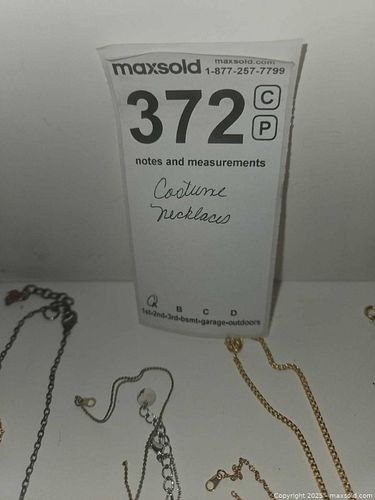 maxsold maxsold.com
1-877-257-7799
372 C
P
notes and measurements
Costume
necklaces
A B C D
1st-2nd-3rd-bsmt-garage-outdoors
© Copyright 2025 - maxsold.com